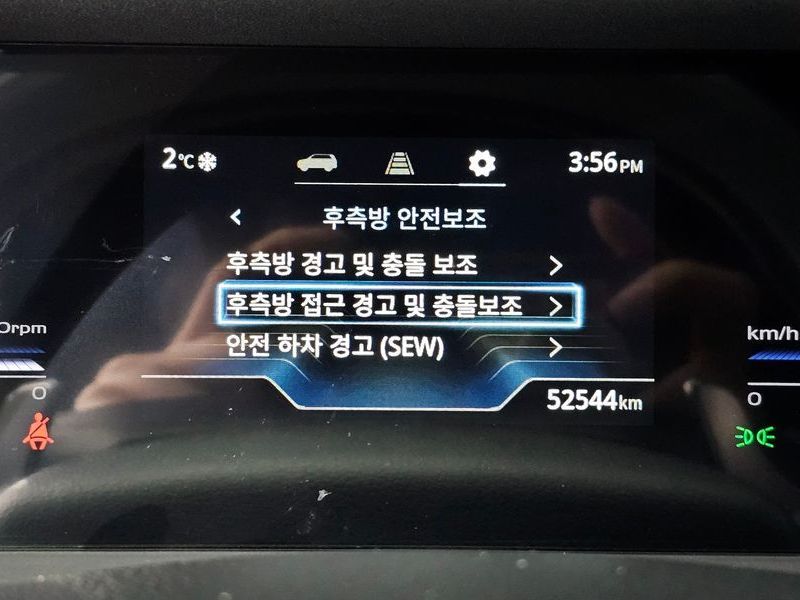 2℃ 3:56PM
후측방 안전보조
후측방 경고 및 충돌 보조
후측방 접근 경고 및 충돌보조
안전 하차 경고 (SEW)
rpm
km/h
0
0
52544km